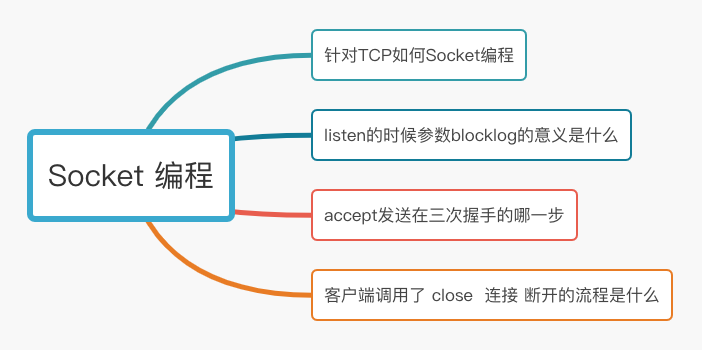 Socket 编程
针对TCP如何Socket编程
listen的时候参数blocklog的意义是什么
accept发送在三次握手的哪一步
客户端调用了 close 连接 断开的流程是什么